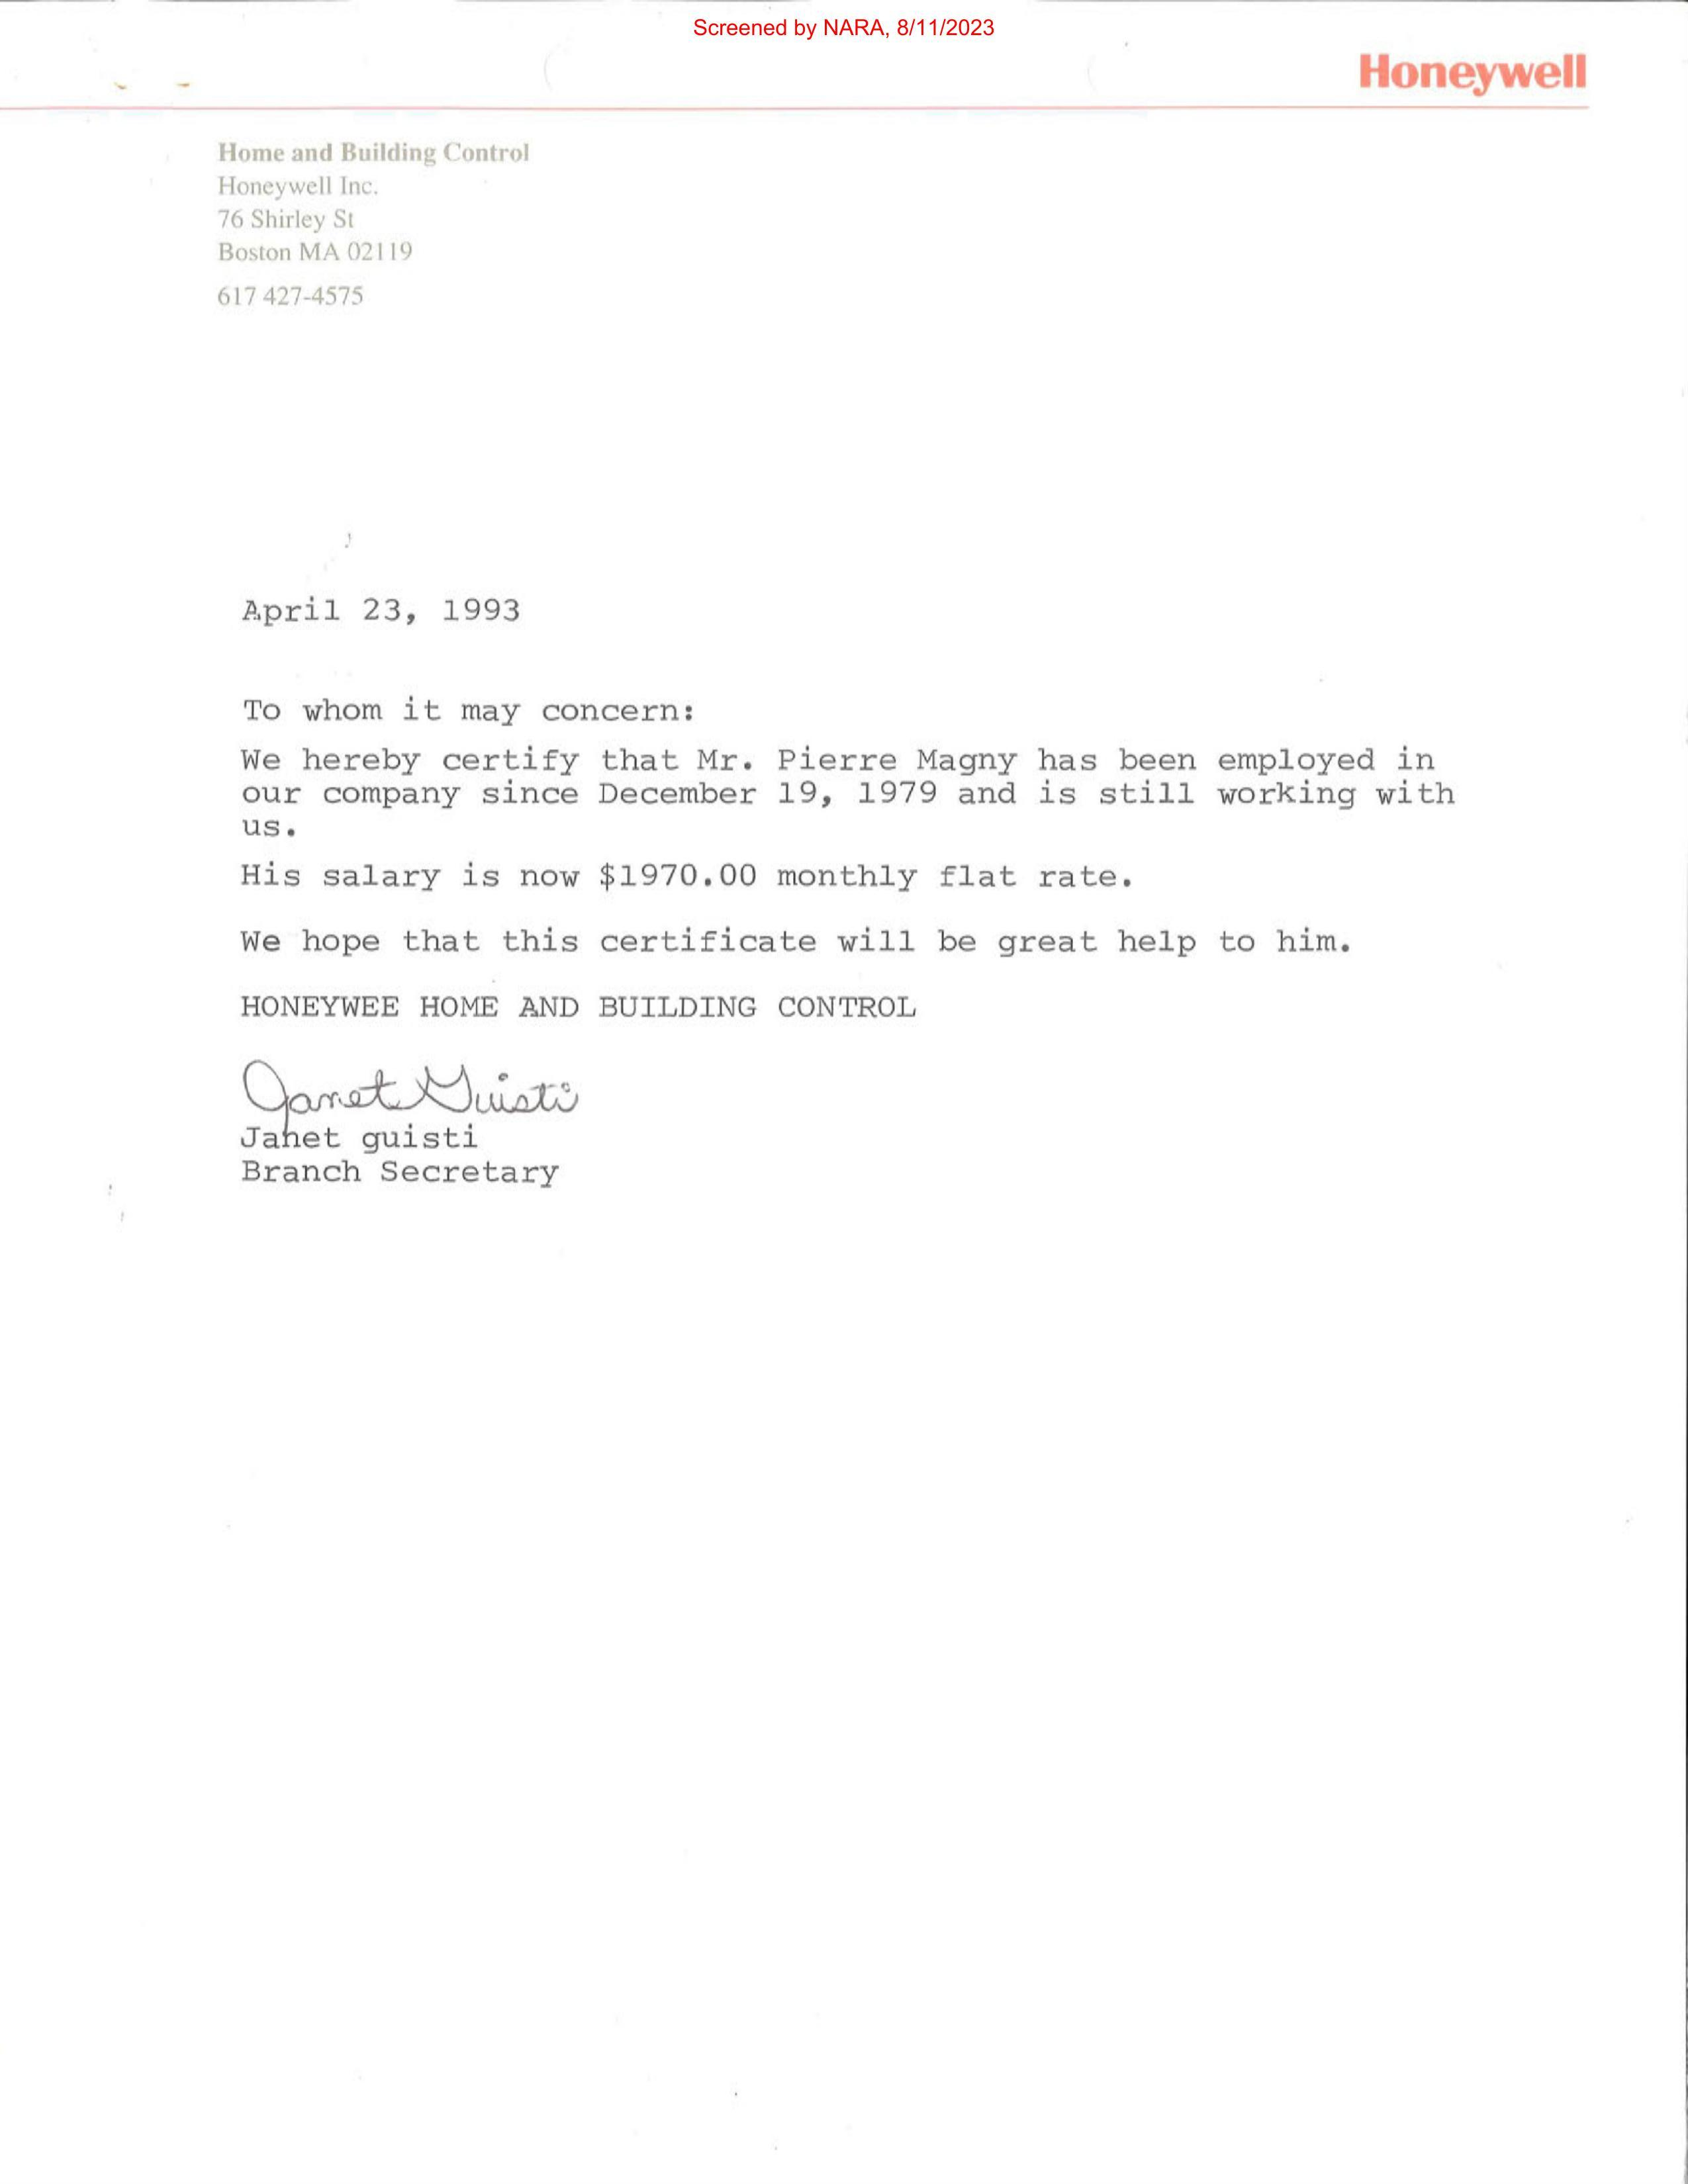 Screened by NARA, 8/11/2023
Honeywell
Home and Building Control
Honeywell Inc.
76 Shirley St
Boston MA 02119
617 427-4575
April 23, 1993
To whom it may concern:
We hereby certify that Mr. Pierre Magny has been employed in
our company since December 19, 1979 and is still working with
us.
His salary is now $1970.00 monthly flat rate.
We hope that this certificate will be great help to him.
HONEYWEE HOME AND BUILDING CONTROL
Janet Guisti
Janet guisti
Branch Secretary